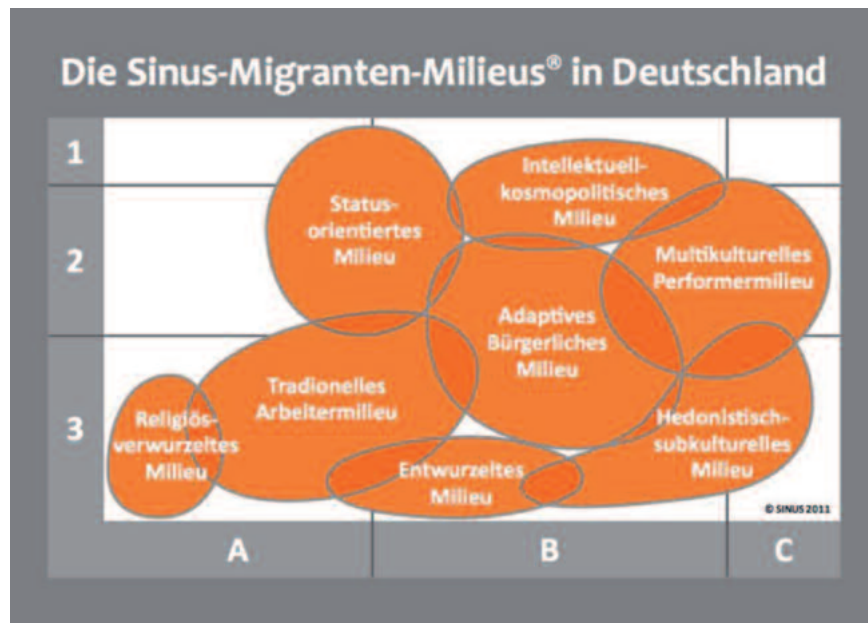 Die Sinus-Migranten-Milieus® in Deutschland
1
2
3
Status-
orientiertes
Milieu
Intellektuell-
kosmopolitisches
Milieu
Multikulturelles
Performermilieu
Adaptives
Bürgerliches
Milieu
Tradionelles
Arbeitermilieu
Religiös-
verwurzeltes
Milieu
Entwurzeltes
Milieu
Hedonistisch-
subkulturelles
Milieu
© SINUS 2011
A
B
C